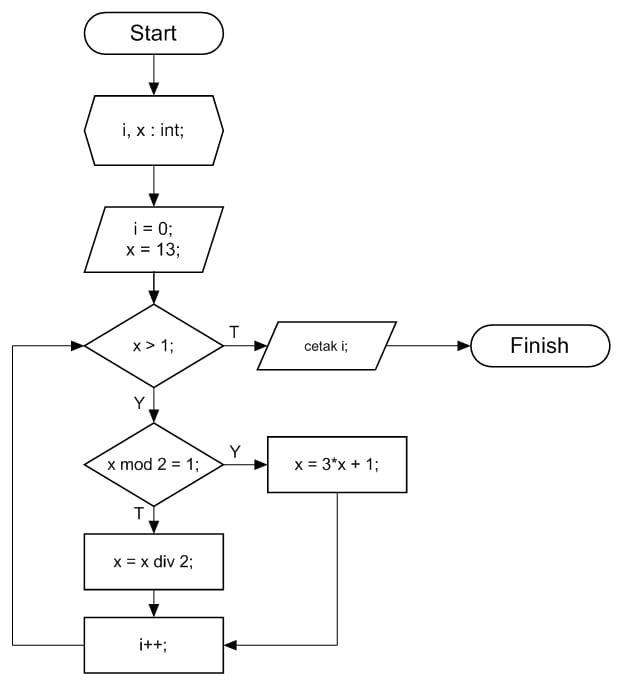 Start
i, x : int;
i = 0;
x = 13;
x > 1;
T
cetak i;
Finish
Y
x mod 2 = 1;
Y
x = 3*x + 1;
T
x = x div 2;
i++;